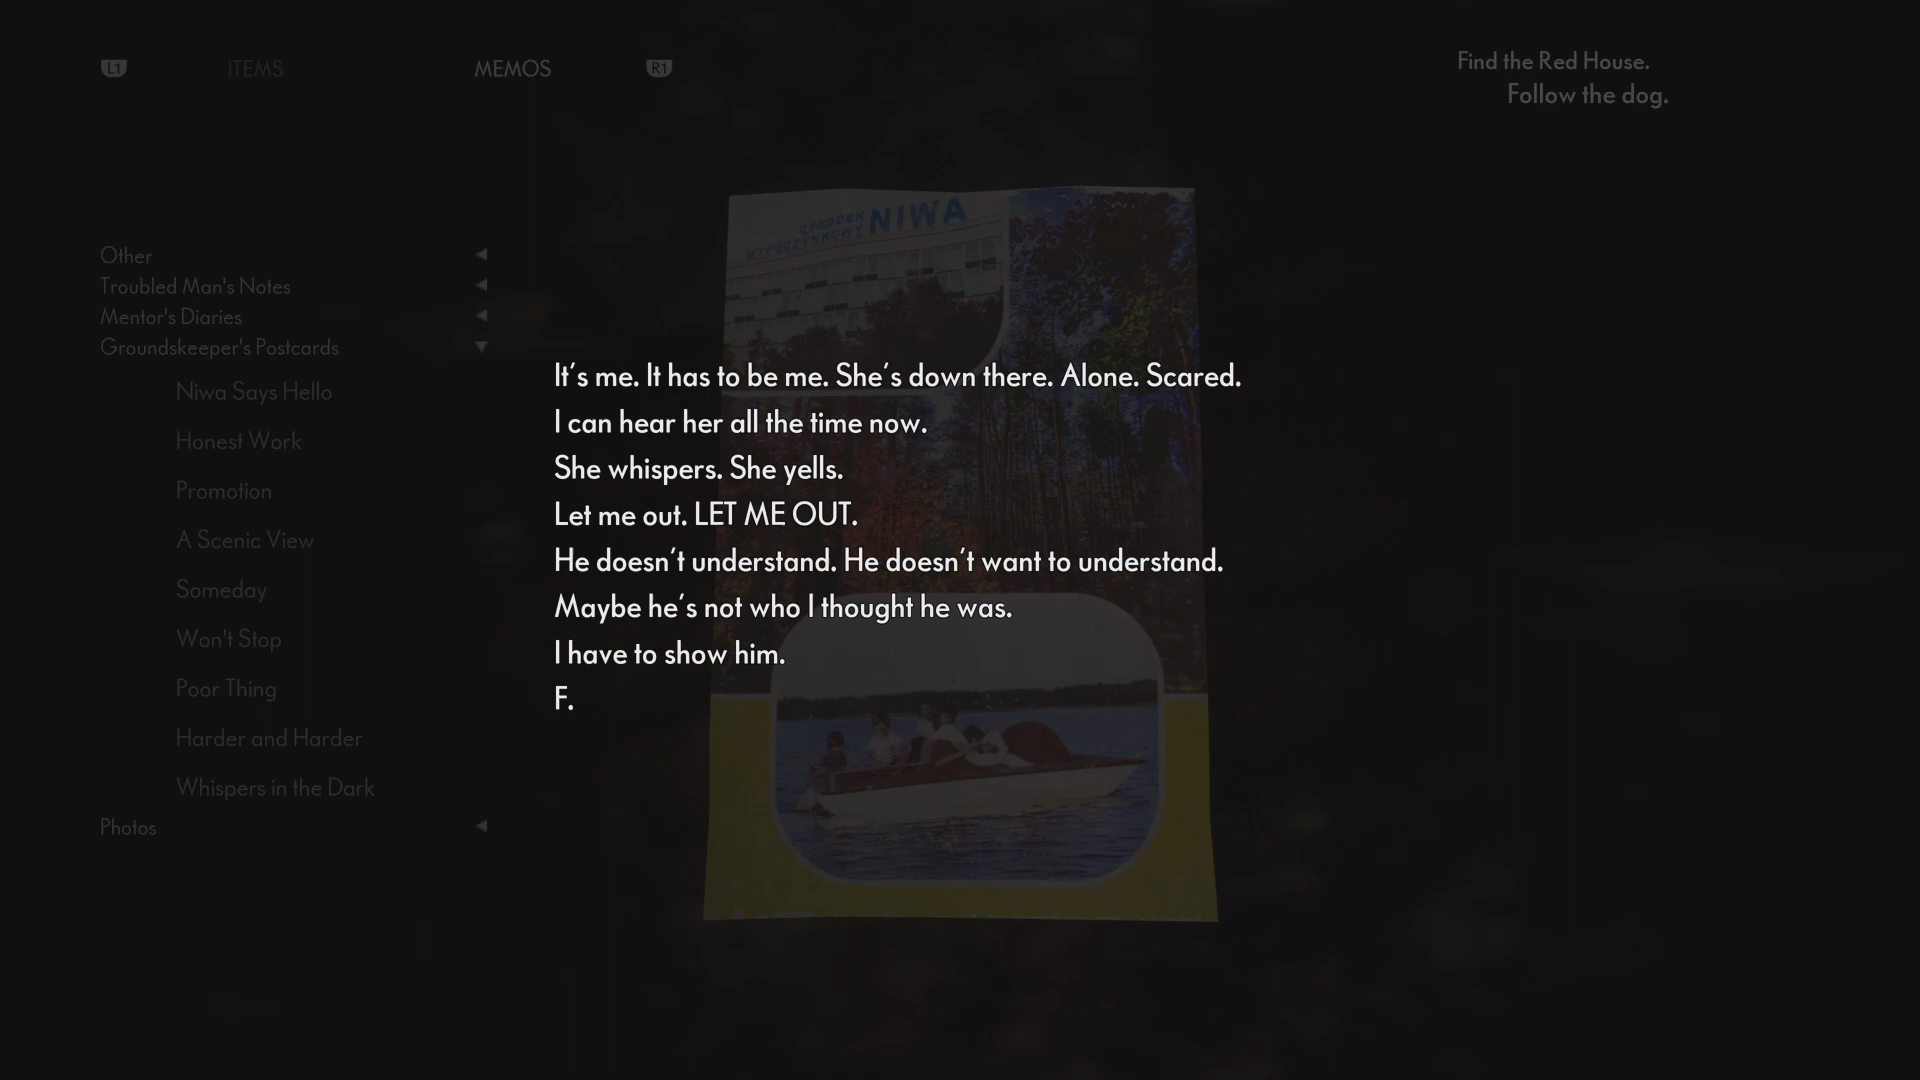 L1
ITEMS
MEMOS
R1
Find the Red House.
Follow the dog.
OŚRODEK
WYPOCZYNKOWY
NIWA
Other
Troubled Man's Notes
Mentor's Diaries
Groundskeeper's Postcards
Niwa Says Hello
Honest Work
Promotion
A Scenic View
Someday
Won't Stop
Poor Thing
Harder and Harder
Whispers in the Dark
Photos
It's me. It has to be me. She's down there. Alone. Scared.
I can hear her all the time now.
She whispers. She yells.
Let me out. LET ME OUT.
He doesn't understand. He doesn't want to understand.
Maybe he's not who I thought he was.
I have to show him.
F.